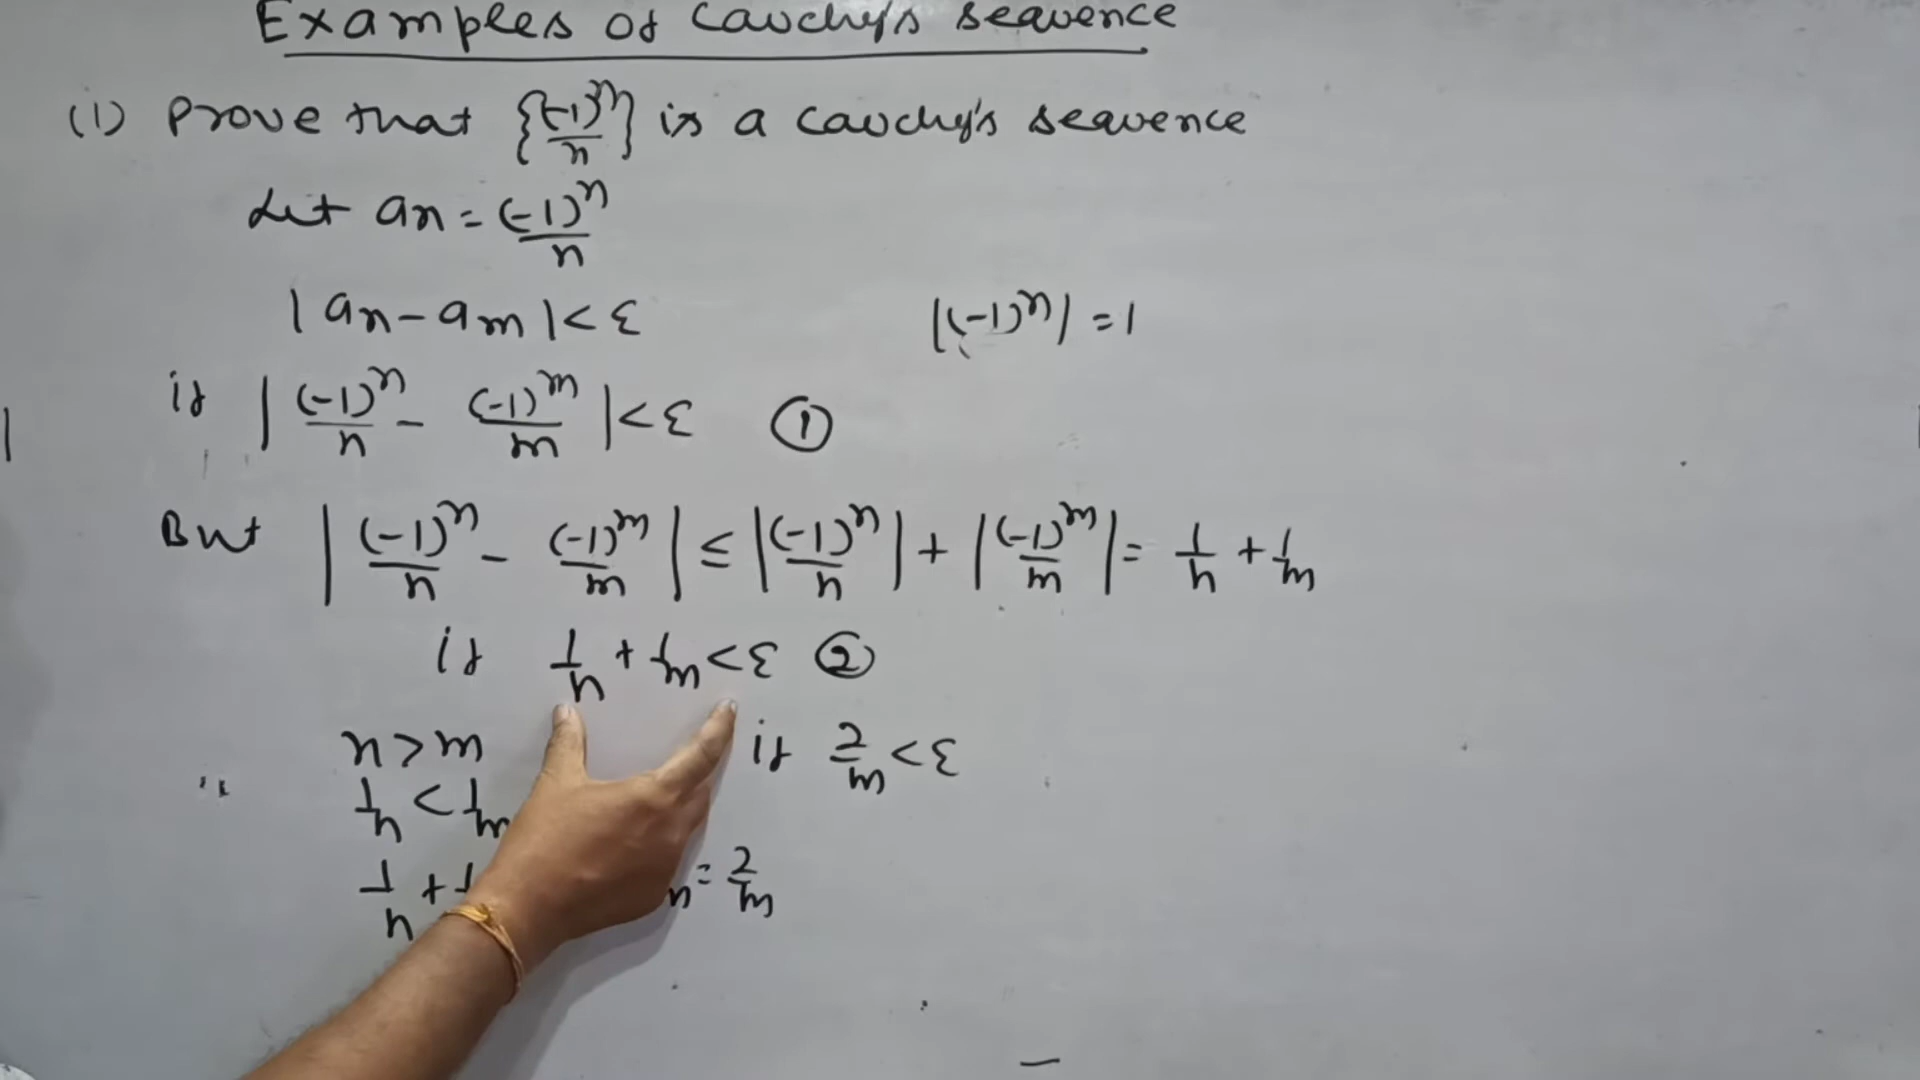 Examples of Cauchy's sequence
(1) Prove that {(-1)^n/n} is a Cauchy's sequence
Let an = (-1)^n/n
|an - am| < ε
|(-1)^n| = 1
if |(-1)^n/n - (-1)^m/m| < ε ①
But |(-1)^n/n - (-1)^m/m| ≤ |(-1)^n/n| + |(-1)^m/m| = 1/n + 1/m
if 1/n + 1/m < ε ②
n > m
if 2/m < ε
1/n < 1/m
1/n + = 2/m